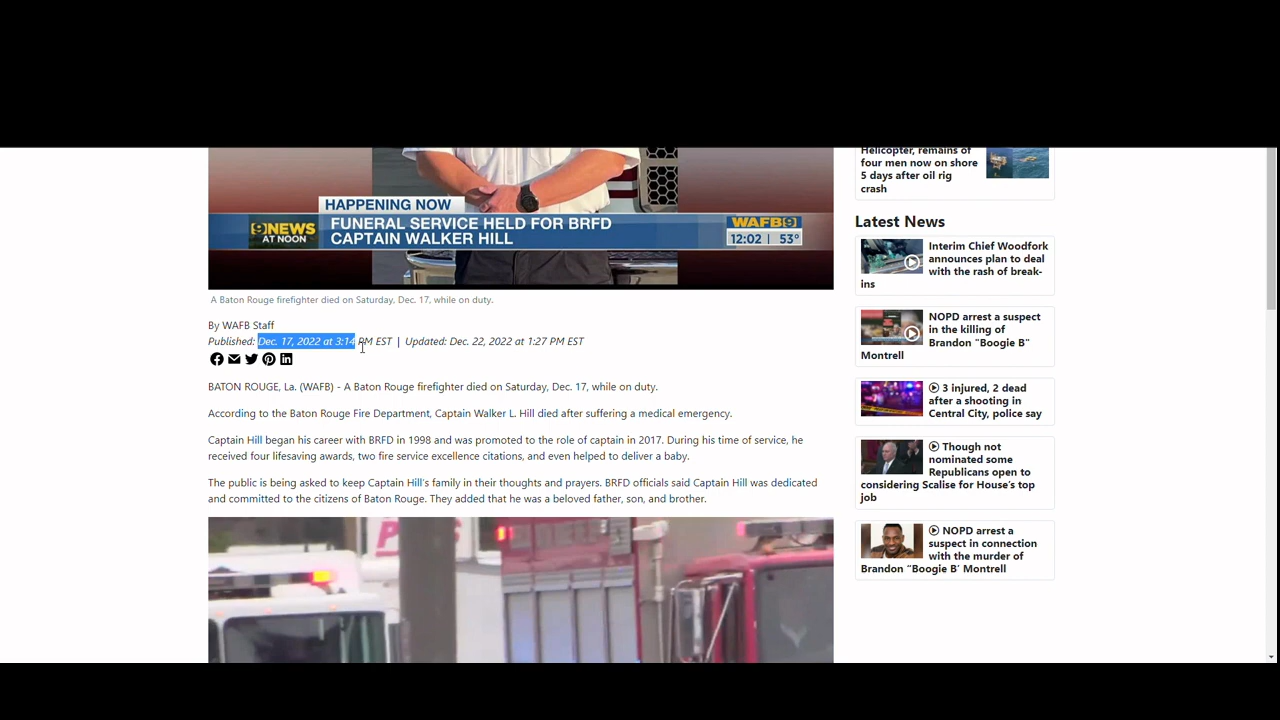 HAPPENING NOW
9NEWS
AT NOON
FUNERAL SERVICE HELD FOR BRFD
CAPTAIN WALKER HILL
WAFB9
12:02 | 53°
A Baton Rouge firefighter died on Saturday, Dec. 17, while on duty.
By WAFB Staff
Published: Dec. 17, 2022 at 3:14 PM EST | Updated: Dec. 22, 2022 at 1:27 PM EST
BATON ROUGE, La. (WAFB) - A Baton Rouge firefighter died on Saturday, Dec. 17, while on duty.
According to the Baton Rouge Fire Department, Captain Walker L. Hill died after suffering a medical emergency.
Captain Hill began his career with BRFD in 1998 and was promoted to the role of captain in 2017. During his time of service, he
received four lifesaving awards, two fire service excellence citations, and even helped to deliver a baby.
The public is being asked to keep Captain Hill's family in their thoughts and prayers. BRFD officials said Captain Hill was dedicated
and committed to the citizens of Baton Rouge. They added that he was a beloved father, son, and brother.
Helicopter, remains of
four men now on shore
5 days after oil rig
crash
Latest News
Interim Chief Woodfork
announces plan to deal
with the rash of break-
ins
NOPD arrest a suspect
in the killing of
Brandon "Boogie B"
Montrell
3 injured, 2 dead
after a shooting in
Central City, police say
Though not
nominated some
Republicans open to
considering Scalise for House's top
job
NOPD arrest a
suspect in connection
with the murder of
Brandon "Boogie B' Montrell